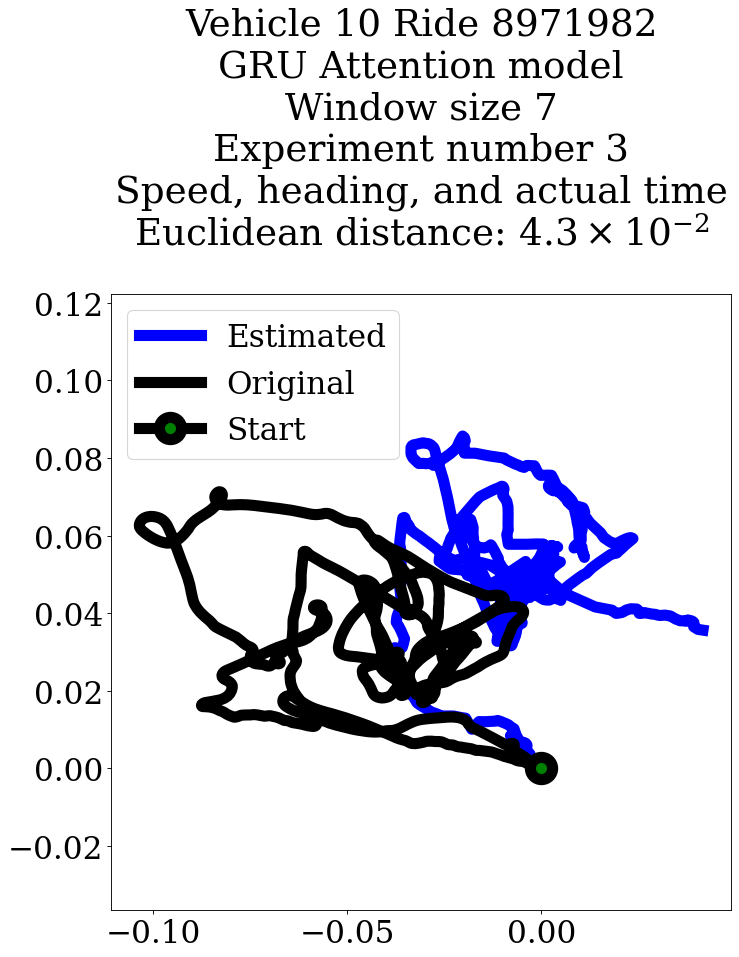 Vehicle 10 Ride 8971982
GRU Attention model
Window size 7
Experiment number 3
Speed, heading, and actual time
Euclidean distance: 4.3 × 10⁻²
0.12
Estimated
0.10
Original
Start
0.08
0.06
0.04
0.02
0.00
−0.02
−0.10
−0.05
0.00